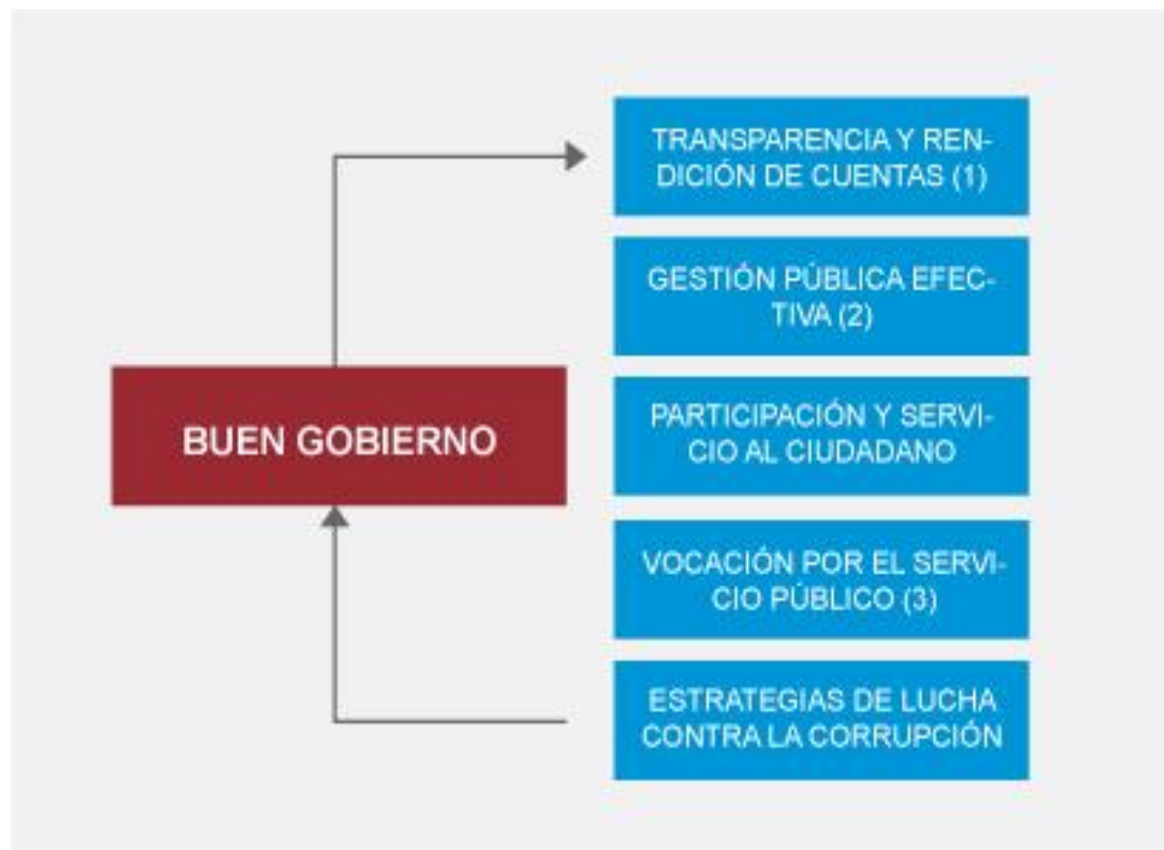 TRANSPARENCIA Y REN-
DICIÓN DE CUENTAS (1)
GESTIÓN PÚBLICA EFEC-
TIVA (2)
BUEN GOBIERNO
PARTICIPACIÓN Y SERVI-
CIO AL CIUDADANO
VOCACIÓN POR EL SERVI-
CIO PÚBLICO (3)
ESTRATEGIAS DE LUCHA
CONTRA LA CORRUPCIÓN